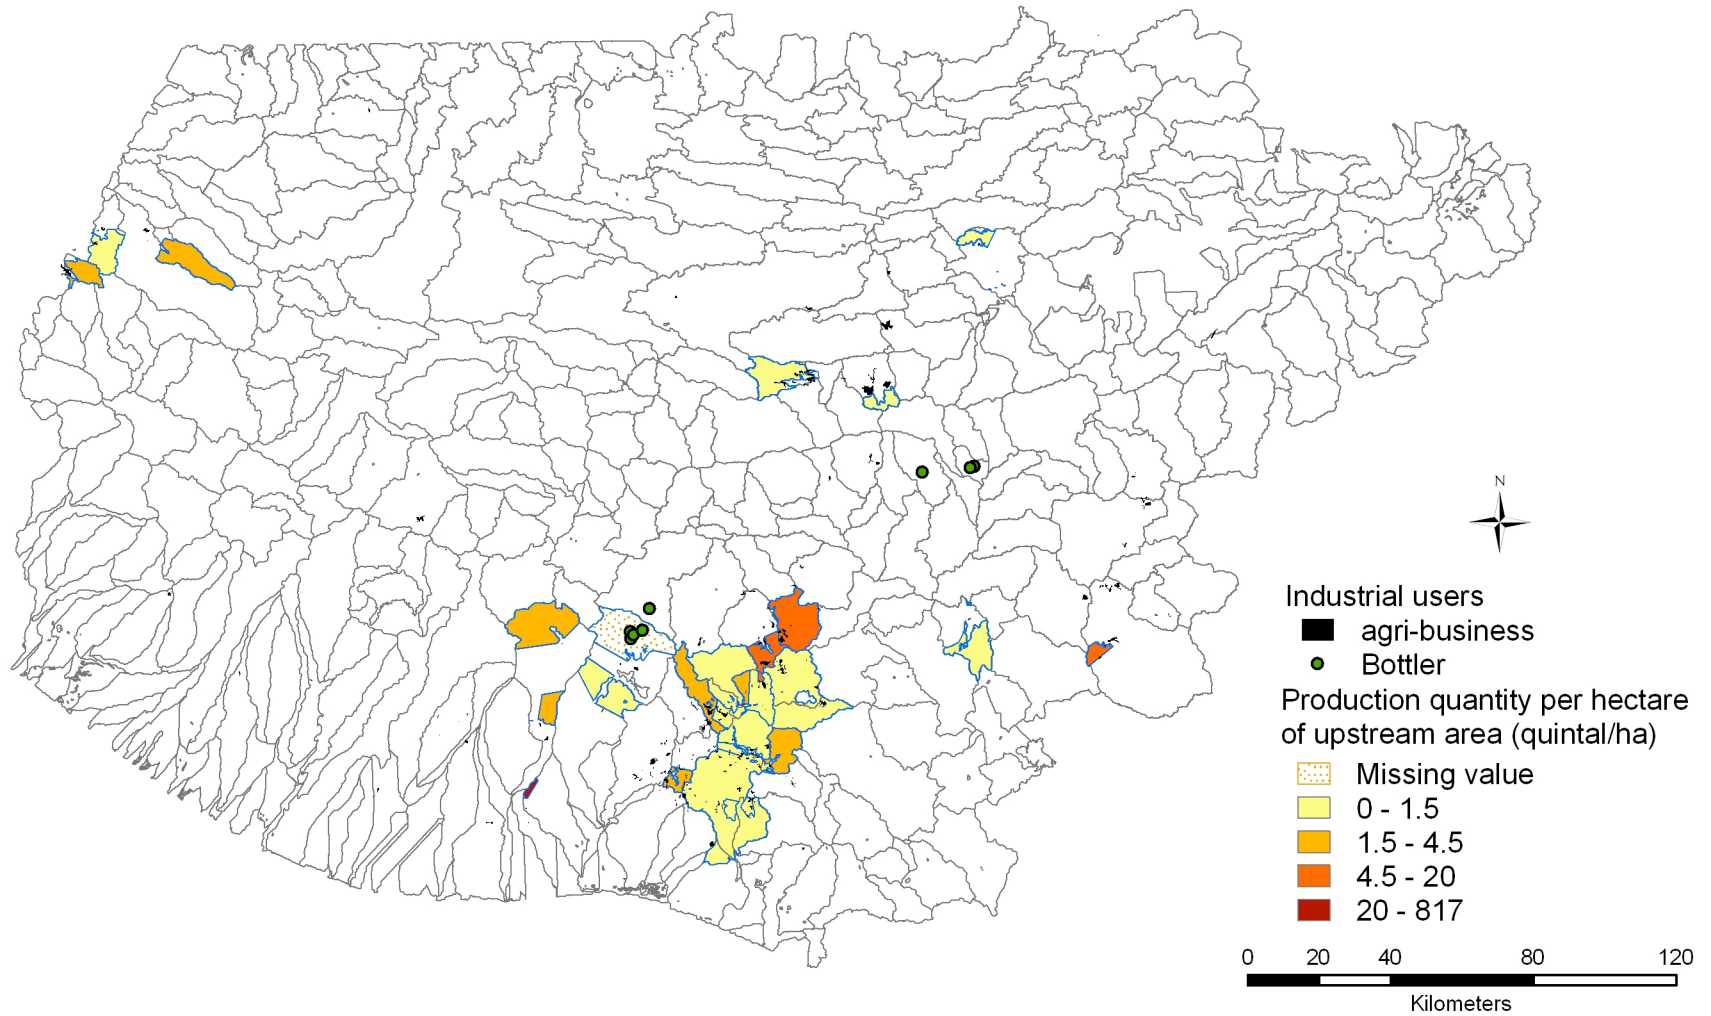 N
Industrial users
agri-business
Bottler
Production quantity per hectare
of upstream area (quintal/ha)
Missing value
0 - 1.5
1.5 - 4.5
4.5 - 20
20 - 817
0 20 40 80 120
Kilometers